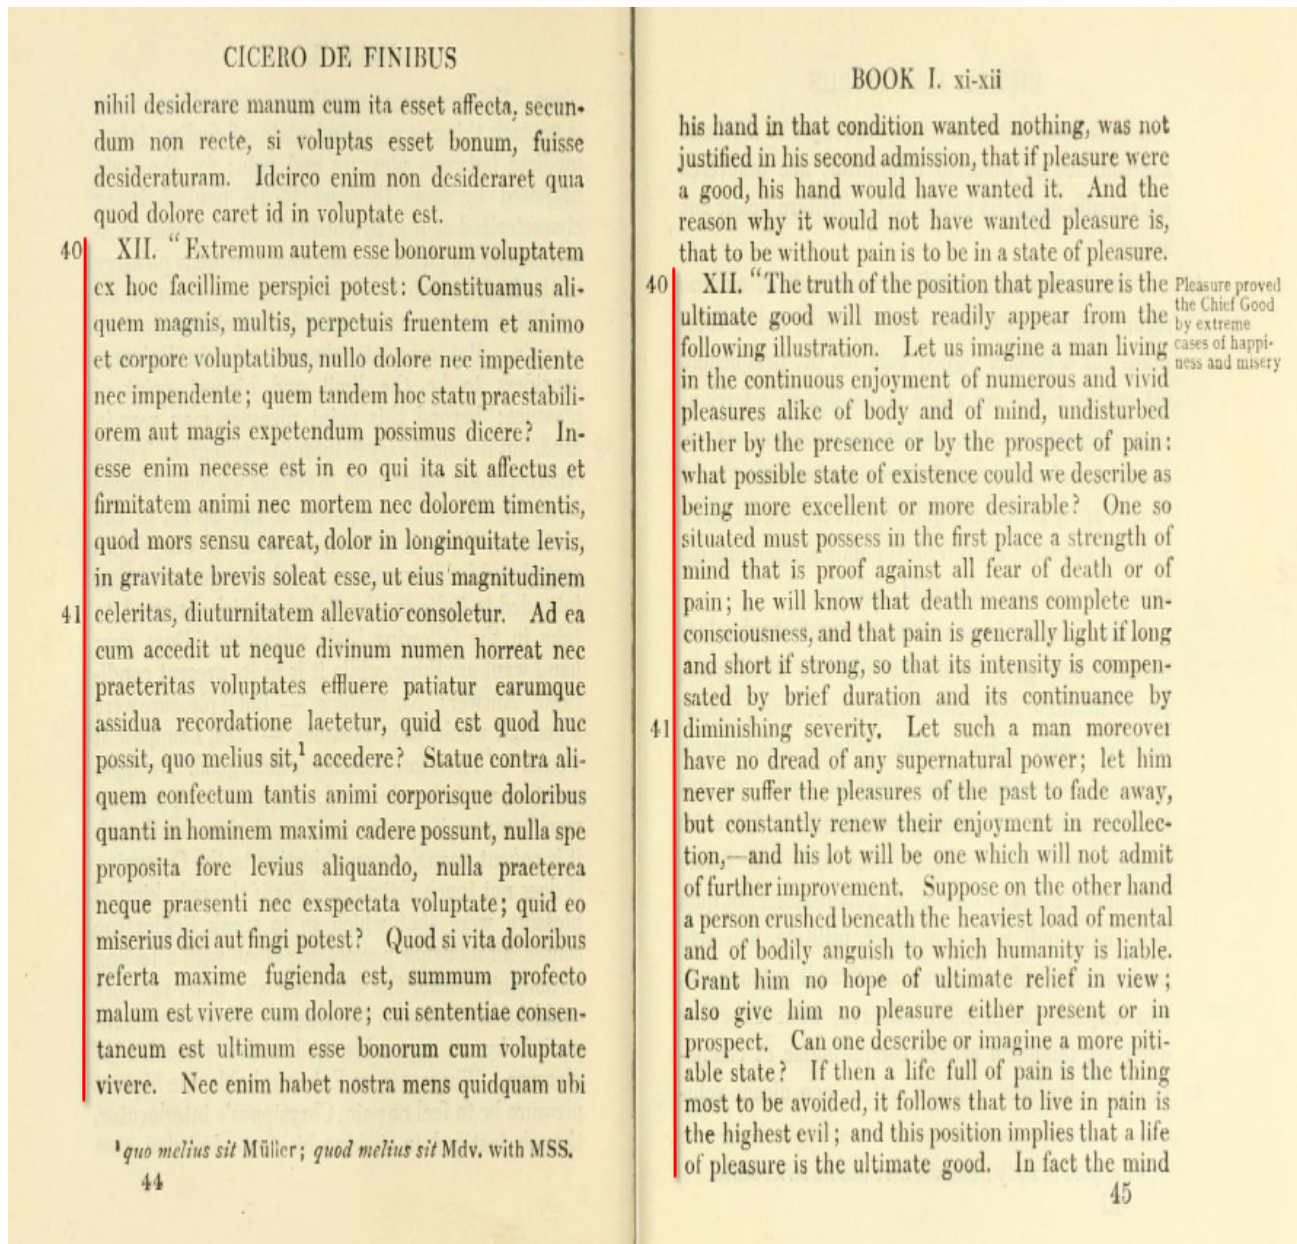 CICERO DE FINIBUS
nihil desiderare manum cum ita esset affecta, secun-
dum non recte, si voluptas esset bonum, fuisse
desideraturam. Idcirco enim non desideraret quia
quod dolore caret id in voluptate est.
40 XII. “Extremum autem esse bonorum voluptatem
ex hoc facillime perspici potest: Constituamus ali-
quem magnis, multis, perpetuis fruentem et animo
et corpore voluptatibus, nullo dolore nec impediente
nec impendente; quem tandem hoc statu praestabili-
orem aut magis expetendum possimus dicere? In-
esse enim necesse est in eo qui ita sit affectus et
firmitatem animi nec mortem nec dolorem timentis,
quod mors sensu careat, dolor in longinquitate levis,
in gravitate brevis soleat esse, ut eius magnitudinem
41 celeritas, diuturnitatem allevatio consoletur. Ad ea
cum accedit ut neque divinum numen horreat nec
praeteritas voluptates effluere patiatur earumque
assidua recordatione laetetur, quid est quod huc
possit, quo melius sit,¹ accedere? Statue contra ali-
quem confectum tantis animi corporisque doloribus
quanti in hominem maximi cadere possunt, nulla spe
proposita fore levius aliquando, nulla praeterea
neque praesenti nec exspectata voluptate; quid eo
miserius dici aut fingi potest? Quod si vita doloribus
referta maxime fugienda est, summum profecto
malum est vivere cum dolore; cui sententiae consen-
taneum est ultimum esse bonorum cum voluptate
vivere. Nec enim habet nostra mens quidquam ubi
¹ quo melius sit Müller; quod melius sit Mdv. with MSS.
44
BOOK I. xi-xii
his hand in that condition wanted nothing, was not
justified in his second admission, that if pleasure were
a good, his hand would have wanted it. And the
reason why it would not have wanted pleasure is,
that to be without pain is to be in a state of pleasure.
40 XII. “The truth of the position that pleasure is the
ultimate good will most readily appear from the
following illustration. Let us imagine a man living
in the continuous enjoyment of numerous and vivid
pleasures alike of body and of mind, undisturbed
either by the presence or by the prospect of pain:
what possible state of existence could we describe as
being more excellent or more desirable? One so
situated must possess in the first place a strength of
mind that is proof against all fear of death or of
pain; he will know that death means complete un-
consciousness, and that pain is generally light if long
and short if strong, so that its intensity is compen-
sated by brief duration and its continuance by
41 diminishing severity. Let such a man moreover
have no dread of any supernatural power; let him
never suffer the pleasures of the past to fade away,
but constantly renew their enjoyment in recollec-
tion,—and his lot will be one which will not admit
of further improvement. Suppose on the other hand
a person crushed beneath the heaviest load of mental
and of bodily anguish to which humanity is liable.
Grant him no hope of ultimate relief in view;
also give him no pleasure either present or in
prospect. Can one describe or imagine a more piti-
able state? If then a life full of pain is the thing
most to be avoided, it follows that to live in pain is
the highest evil; and this position implies that a life
of pleasure is the ultimate good. In fact the mind
Pleasure proved
the Chief Good
by extreme
cases of happi-
ness and misery
45